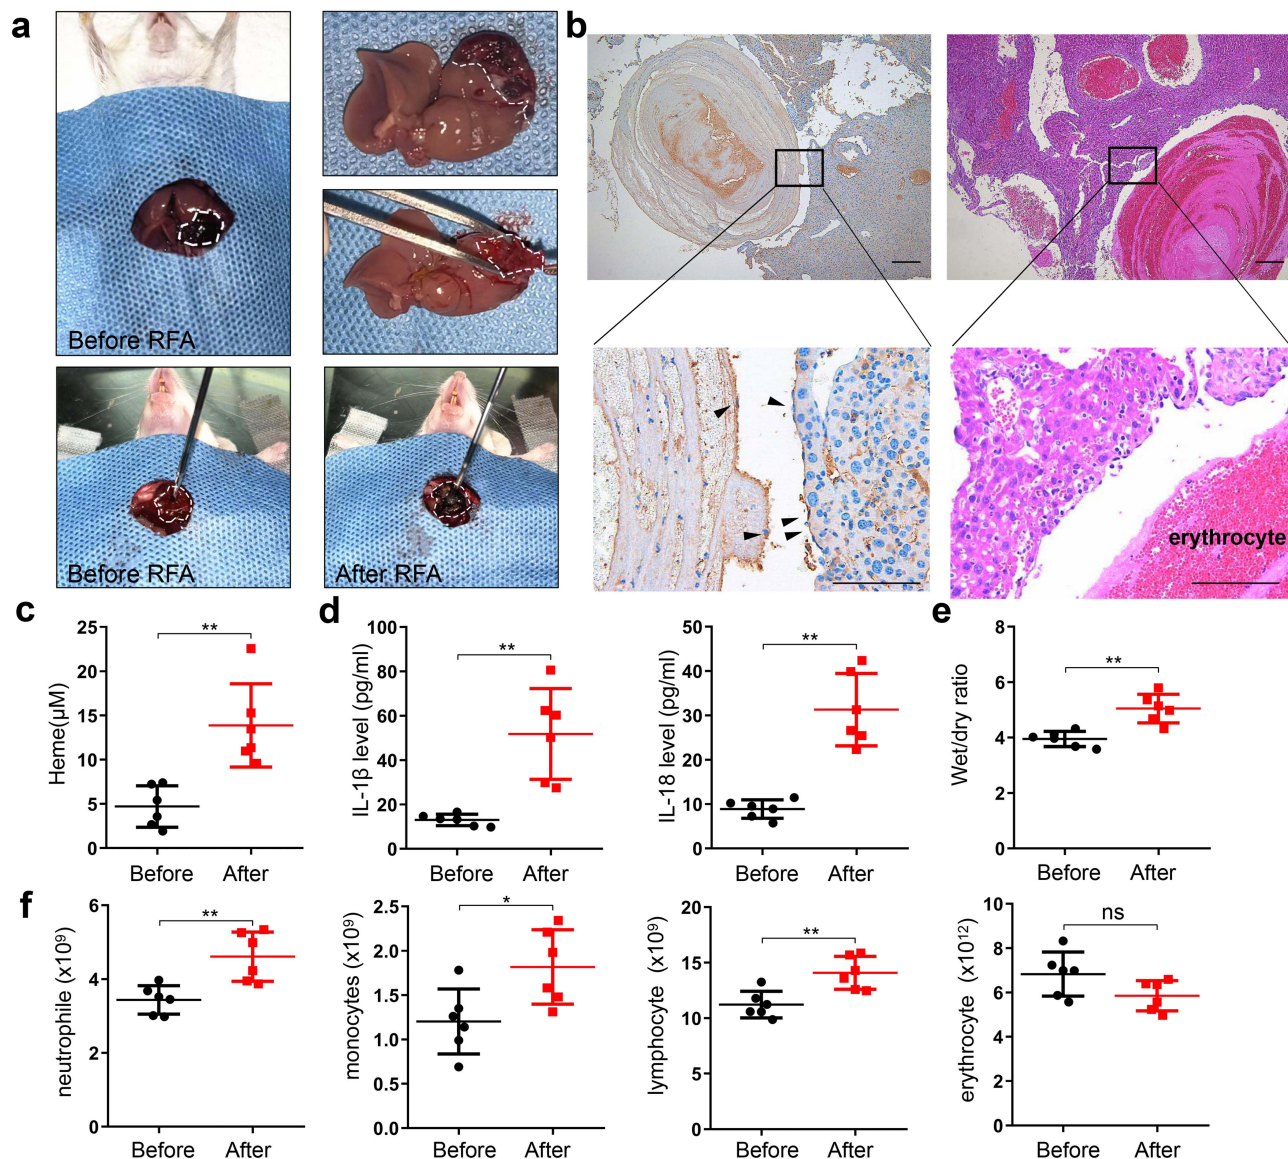 a
Before RFA
Before RFA
After RFA
b
erythrocyte
c
Heme(μM)
25
20
15
10
5
0
**
Before
After
d
IL-1β level (pg/ml)
100
80
60
40
20
0
**
Before
After
IL-18 level (pg/ml)
50
40
30
20
10
0
**
Before
After
e
Wet/dry ratio
8
6
4
2
0
**
Before
After
f
neutrophile (x10⁹)
6
4
2
0
**
Before
After
monocytes (x10⁹)
2.5
2.0
1.5
1.0
0.5
0.0
*
Before
After
lymphocyte (x10⁹)
20
15
10
5
0
**
Before
After
erythrocyte (x10¹²)
10
8
6
4
2
0
ns
Before
After